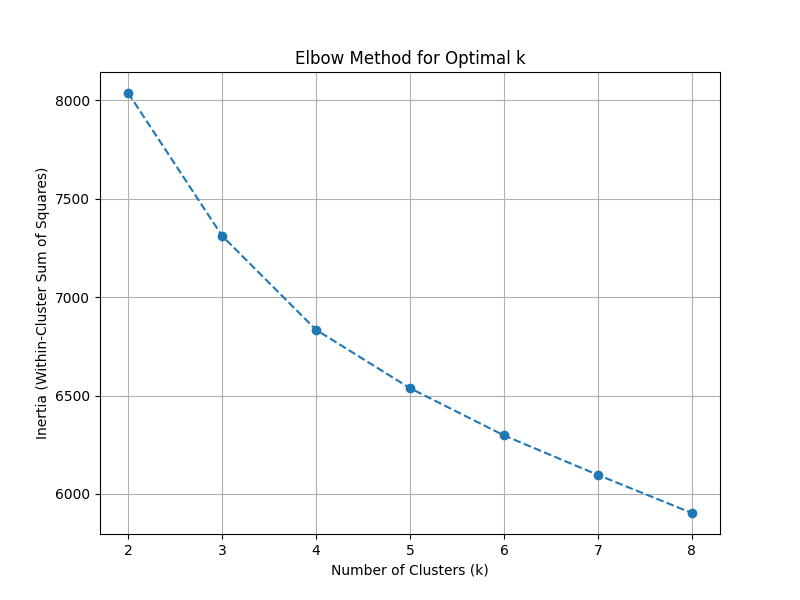 Elbow Method for Optimal k
8000
7500
7000
6500
6000
Inertia (Within-Cluster Sum of Squares)
2 3 4 5 6 7 8
Number of Clusters (k)